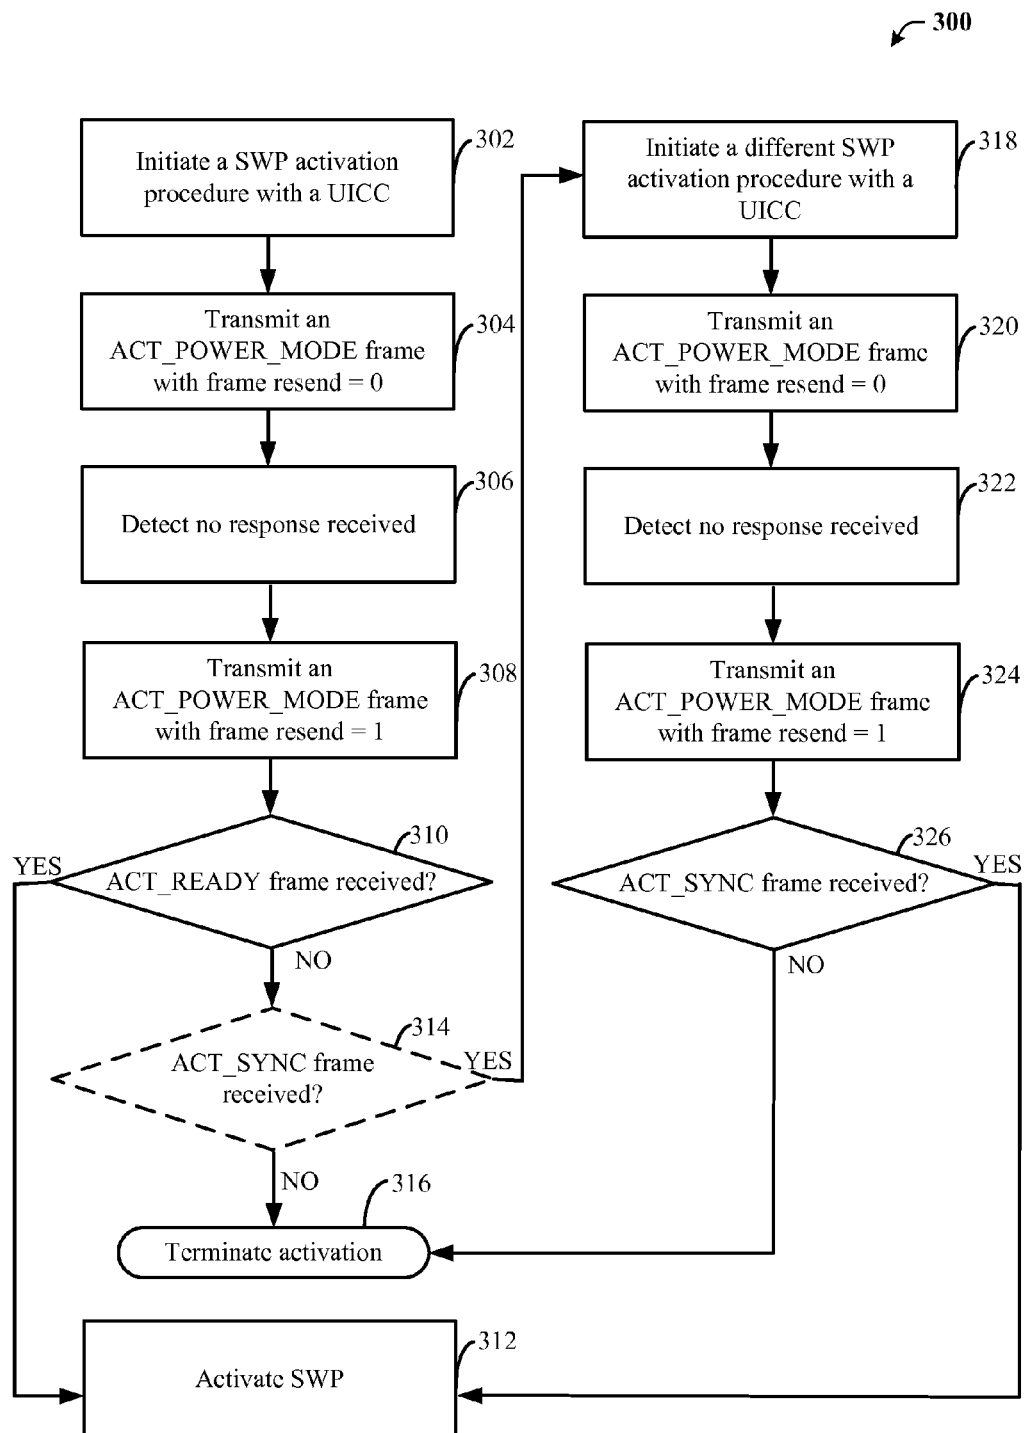 300
Initiate a SWP activation
procedure with a UICC
302
Transmit an
ACT_POWER_MODE frame
with frame resend = 0
304
Detect no response received
306
Transmit an
ACT_POWER_MODE frame
with frame resend = 1
308
ACT_READY frame received?
310
YES
NO
ACT_SYNC frame
received?
314
YES
NO
Terminate activation
316
Activate SWP
312
Initiate a different SWP
activation procedure with a
UICC
318
Transmit an
ACT_POWER_MODE frame
with frame resend = 0
320
Detect no response received
322
Transmit an
ACT_POWER_MODE frame
with frame resend = 1
324
ACT_SYNC frame received?
326
YES
NO